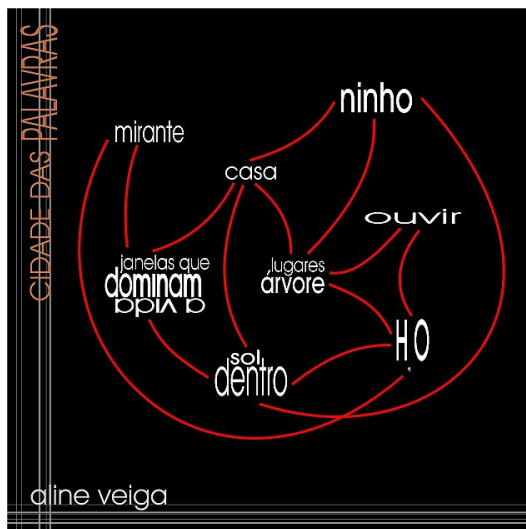 CIDADE DAS PALAVRAS
ninho
mirante
casa
ouvir
janelas que
dominam
a vida
lugares
árvore
H O
sol
dentro
aline veiga